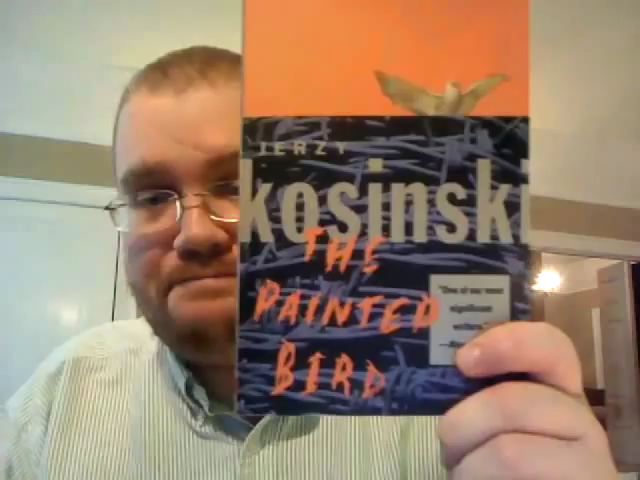 JERZY
kosinski
THE
PAINTED
BIRD
"One of our most
significant
writers."